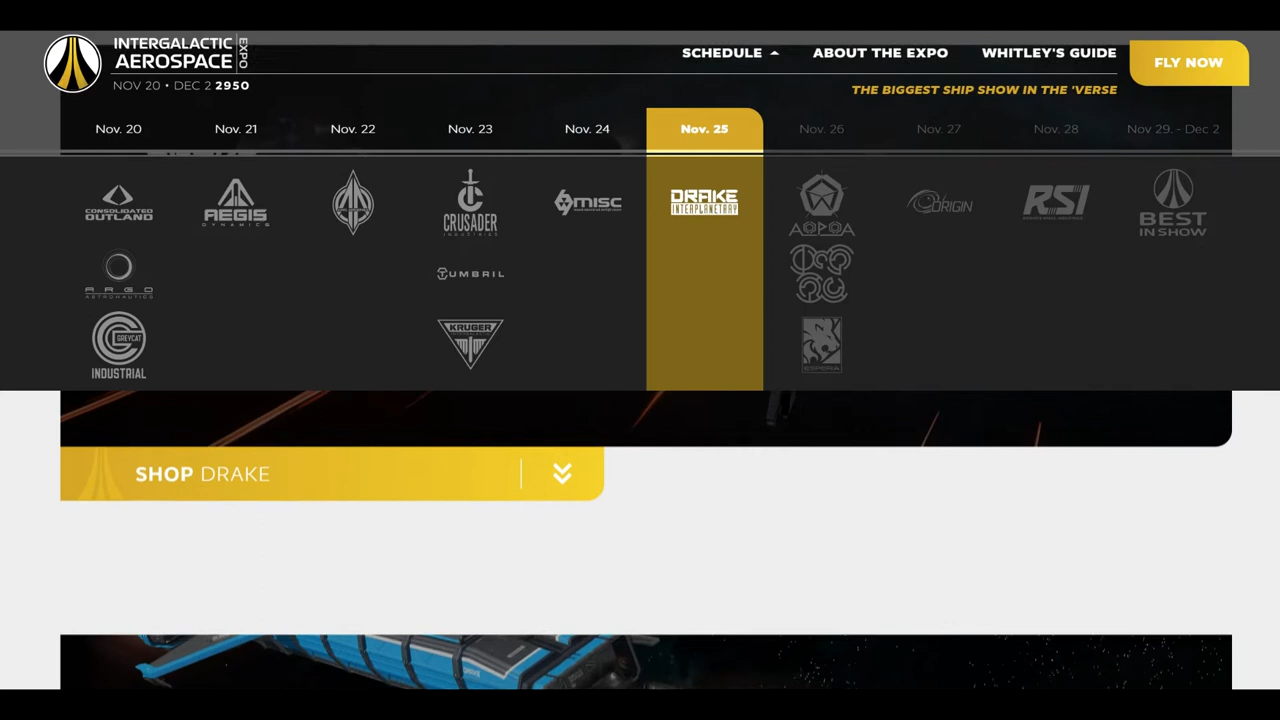 INTERGALACTIC
AEROSPACE
EXPO
NOV 20 • DEC 2 2950
SCHEDULE
ABOUT THE EXPO
WHITLEY'S GUIDE
FLY NOW
THE BIGGEST SHIP SHOW IN THE 'VERSE
Nov. 20
Nov. 21
Nov. 22
Nov. 23
Nov. 24
Nov. 25
Nov. 26
Nov. 27
Nov. 28
Nov 29. - Dec 2
CONSOLIDATED
OUTLAND
AEGIS
DYNAMICS
CRUSADER
INDUSTRIES
MISC
DRAKE
INTERPLANETARY
AOPOA
ORIGIN
RSI
BEST
IN SHOW
ARGO
ASTRONAUTICS
TUMBRIL
GREYCAT
INDUSTRIAL
KRUGER
INTERGALACTIC
ESPERIA
SHOP DRAKE